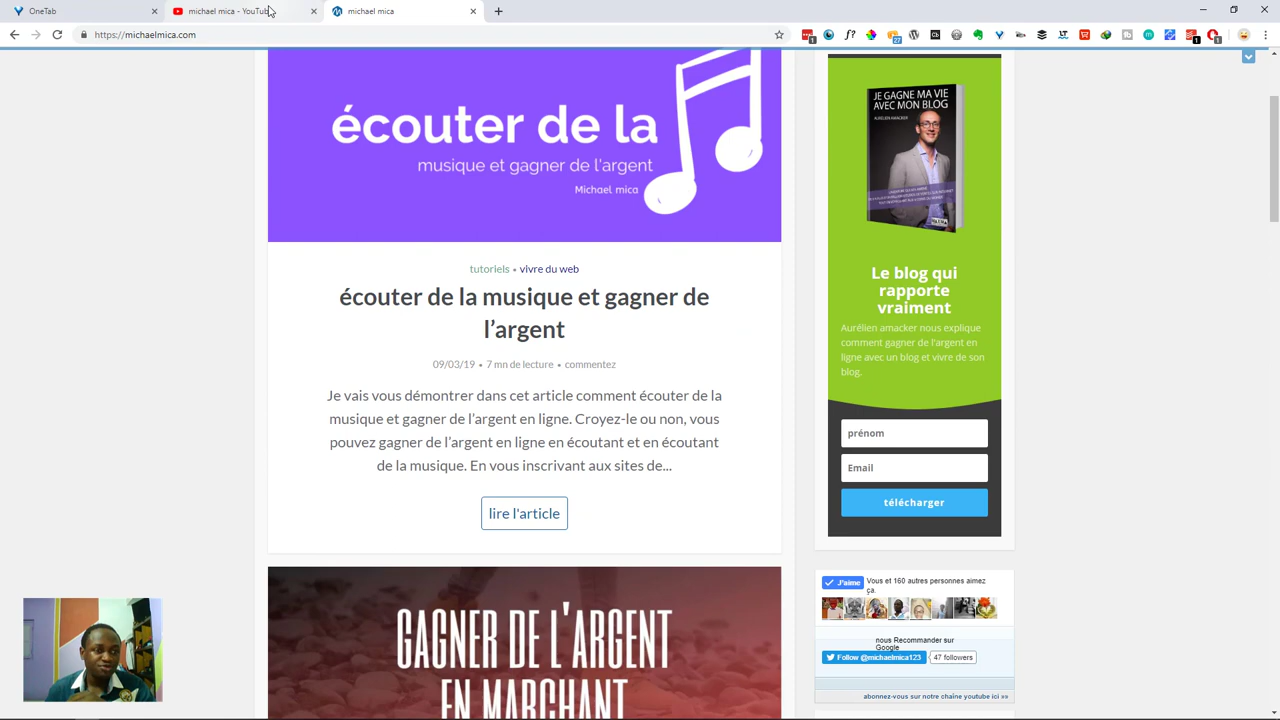 OneTab
michael mica - YouTub
michael mica
https://michaelmica.com
écouter de la
musique et gagner de l'argent
Michael mica
tutoriels • vivre du web
écouter de la musique et gagner de
l'argent
09/03/19 • 7 mn de lecture • commentez
Je vais vous démontrer dans cet article comment écouter de la
musique et gagner de l'argent en ligne. Croyez-le ou non, vous
pouvez gagner de l'argent en ligne en écoutant et en écoutant
de la musique. En vous inscrivant aux sites de...
lire l'article
GAGNER DE L'ARGENT
EN MARCHANT
JE GAGNE MA VIE
AVEC MON BLOG
AURELIEN AMACKER
Le blog qui
rapporte
vraiment
Aurélien amacker nous explique
comment gagner de l'argent en
ligne avec un blog et vivre de son
blog.
prénom
Email
télécharger
J'aime
Vous et 160 autres personnes aimez
ça.
nous Recommander sur
Google
Follow @michaelmica123
47 followers
abonnez-vous sur notre chaîne youtube ici »»